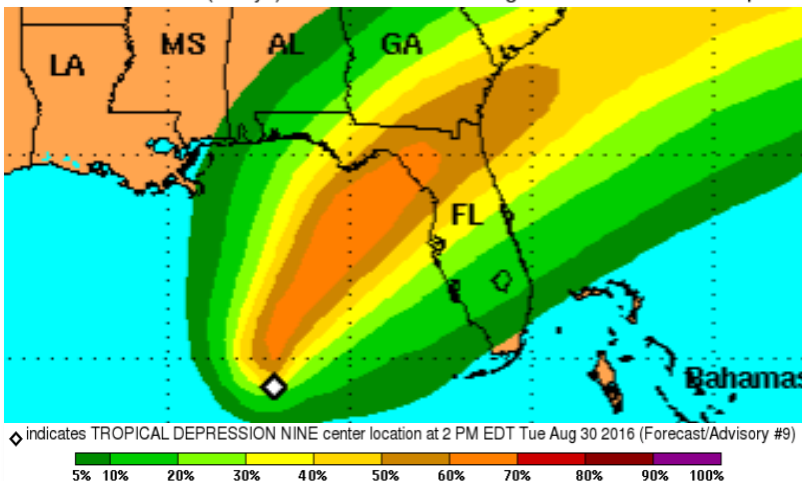 MS AL GA
LA
FL
Bahamas
indicates TROPICAL DEPRESSION NINE center location at 2 PM EDT Tue Aug 30 2016 (Forecast/Advisory #9)
5% 10% 20% 30% 40% 50% 60% 70% 80% 90% 100%